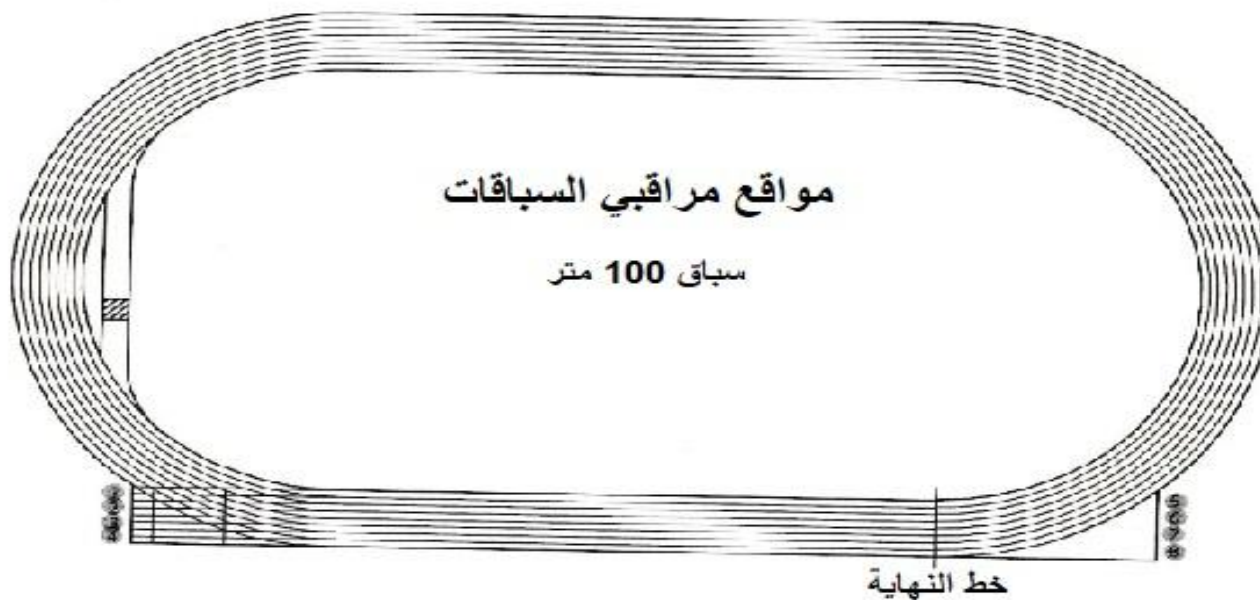 مواقع مراقبي السباقات
سباق 100 متر
خط النهاية